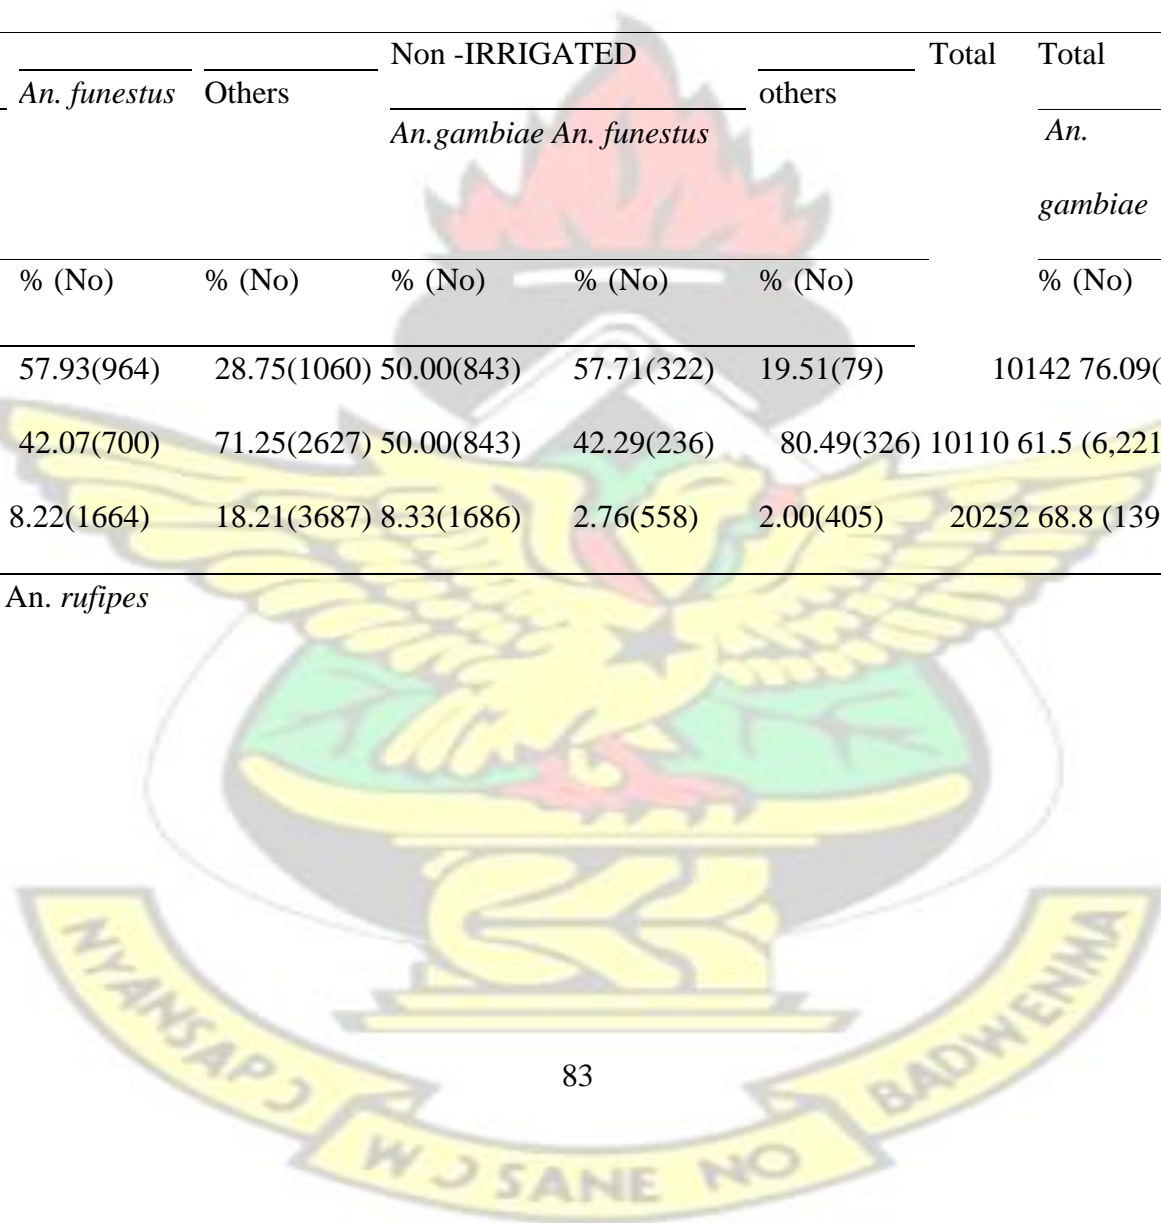 Non -IRRIGATED Total Total
An. funestus Others others
An.gambiae An. funestus An.
gambiae
% (No) % (No) % (No) % (No) % (No) % (No)
57.93(964) 28.75(1060) 50.00(843) 57.71(322) 19.51(79) 10142 76.09(
42.07(700) 71.25(2627) 50.00(843) 42.29(236) 80.49(326) 10110 61.5 (6,221
8.22(1664) 18.21(3687) 8.33(1686) 2.76(558) 2.00(405) 20252 68.8 (139
An. rufipes
83
NYANSAPƆ WƆSANE NO BADWENMA